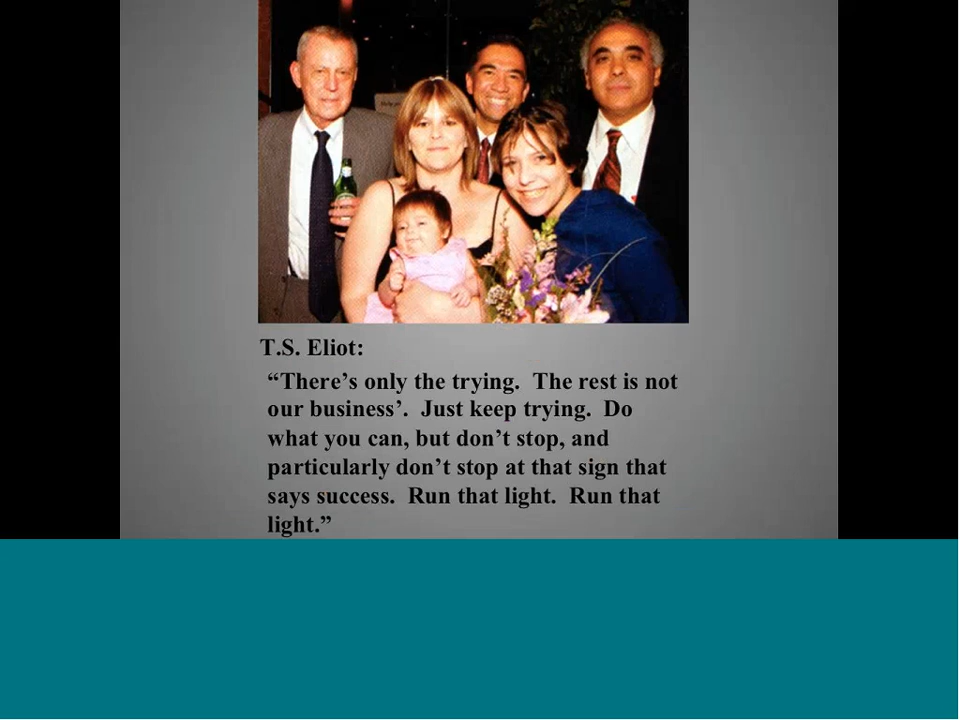 T.S. Eliot:
“There’s only the trying.  The rest is not
our business’.  Just keep trying.  Do
what you can, but don’t stop, and
particularly don’t stop at that sign that
says success.  Run that light.  Run that
light.”